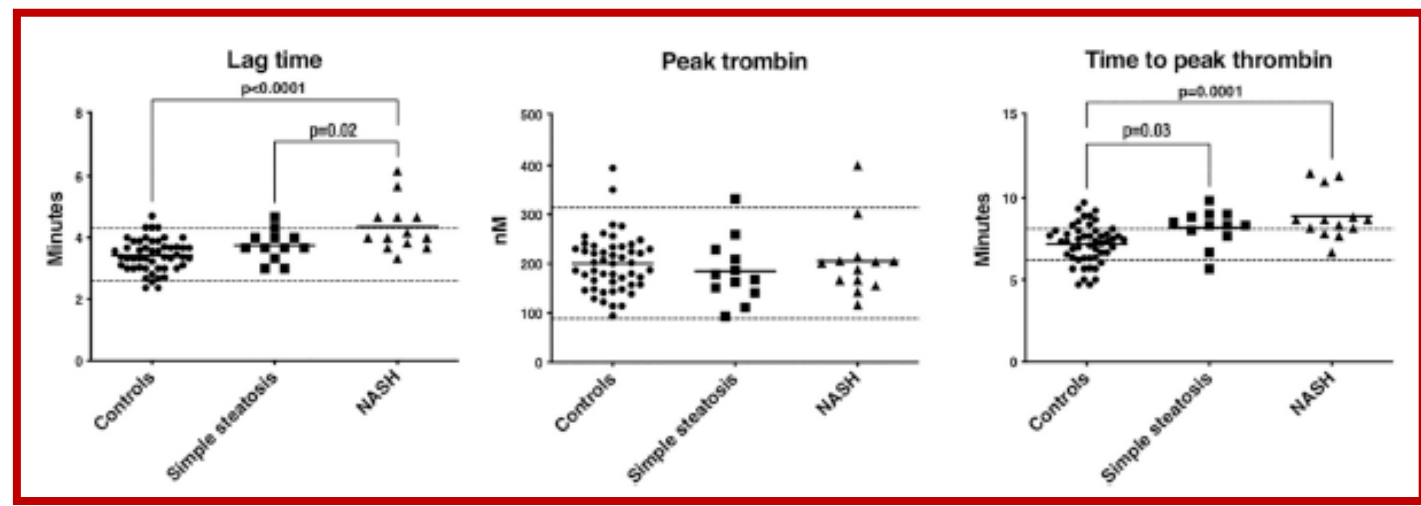 Lag time
p<0.0001
p=0.02
Minutes
8
6
4
2
0
Controls
Simple steatosis
NASH
Peak trombin
nM
500
400
300
200
100
0
Controls
Simple steatosis
NASH
Time to peak thrombin
p=0.0001
p=0.03
Minutes
15
10
5
0
Controls
Simple steatosis
NASH